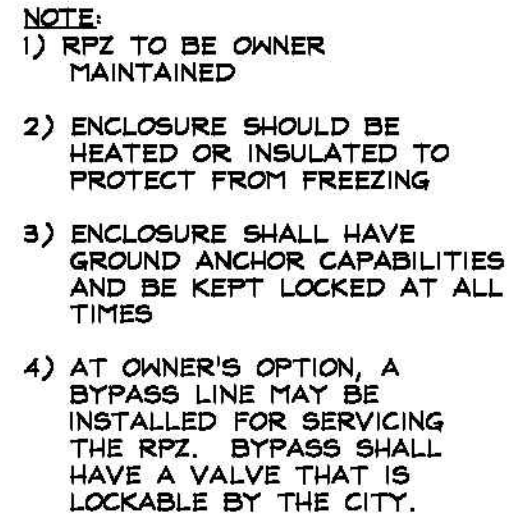 NOTE:
1) RPZ TO BE OWNER
MAINTAINED
2) ENCLOSURE SHOULD BE
HEATED OR INSULATED TO
PROTECT FROM FREEZING
3) ENCLOSURE SHALL HAVE
GROUND ANCHOR CAPABILITIES
AND BE KEPT LOCKED AT ALL
TIMES
4) AT OWNER'S OPTION, A
BYPASS LINE MAY BE
INSTALLED FOR SERVICING
THE RPZ. BYPASS SHALL
HAVE A VALVE THAT IS
LOCKABLE BY THE CITY.